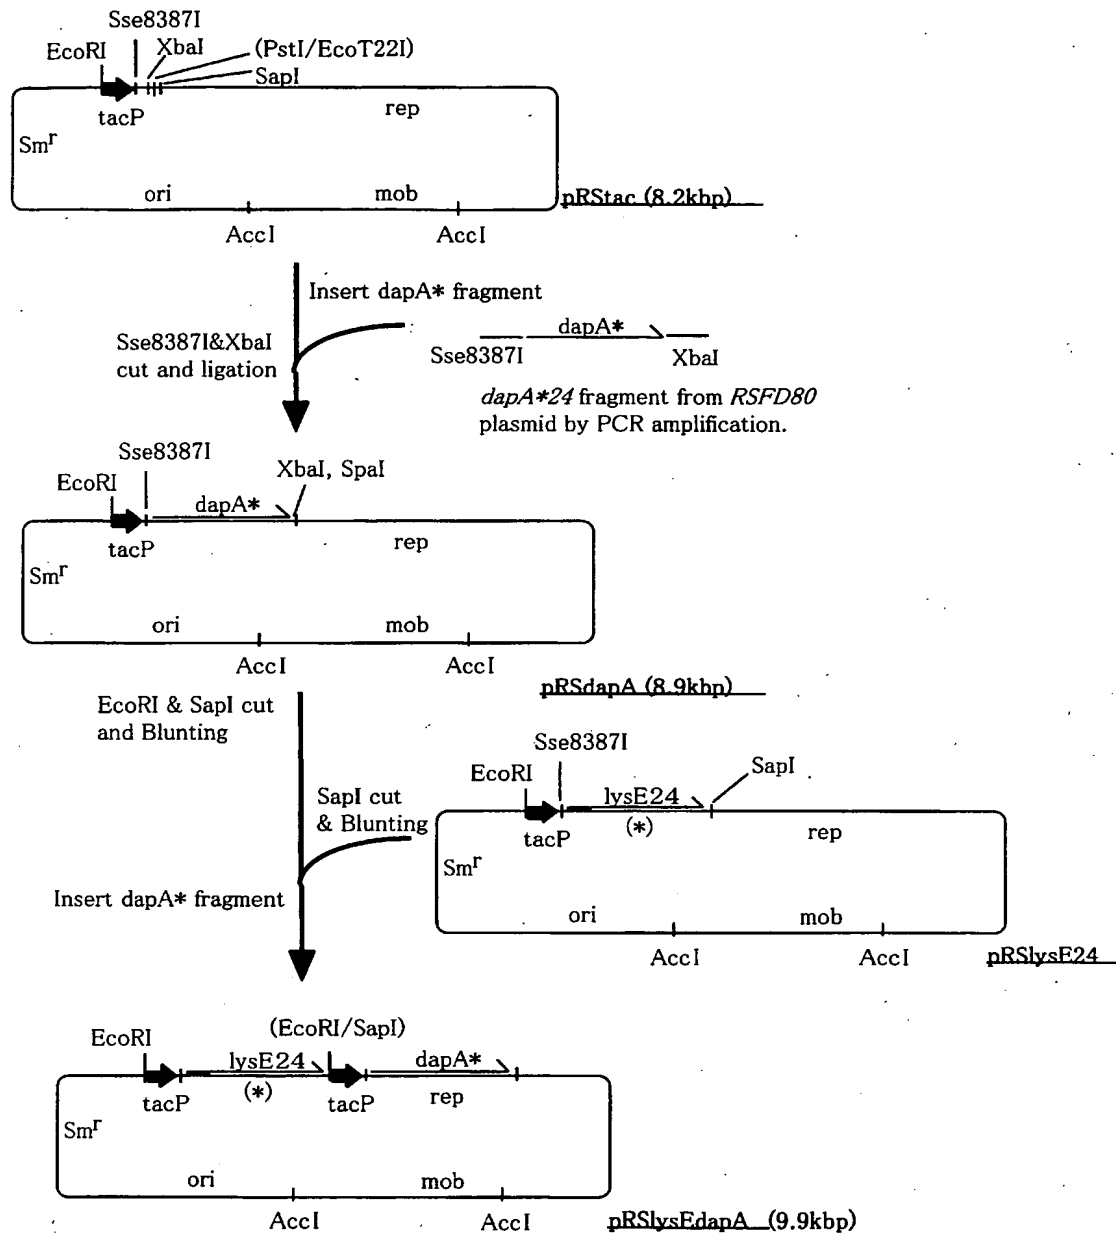 Sse8387I
EcoRI
XbaI
(PstI/EcoT22I)
SapI
tacP
rep
Smr
ori
mob
pRStac (8.2kbp)
AccI
AccI
Insert dapA* fragment
Sse8387I&XbaI
cut and ligation
dapA*
Sse8387I
XbaI
dapA*24 fragment from RSFD80
plasmid by PCR amplification.
Sse8387I
XbaI, SpaI
EcoRI
dapA*
tacP
rep
Smr
ori
mob
AccI
AccI
pRSdapA (8.9kbp)
EcoRI & SapI cut
and Blunting
Sse8387I
EcoRI
SapI
lysE24
SapI cut
& Blunting
tacP
(*)
rep
Smr
Insert dapA* fragment
ori
mob
AccI
AccI
pRSlysE24
(EcoRI/SapI)
EcoRI
lysE24
dapA*
tacP
(*)
tacP
rep
Smr
ori
mob
AccI
AccI
pRSlysEdapA (9.9kbp)